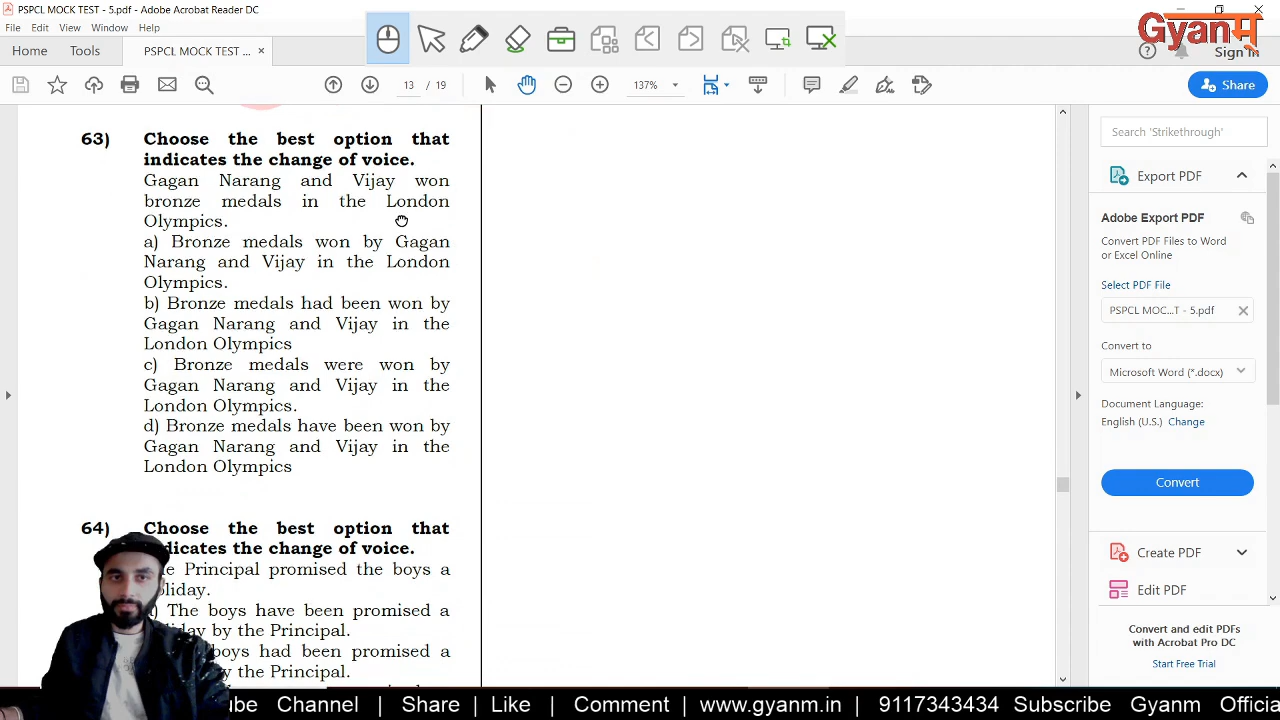 PSPCL MOCK TEST - 5.pdf - Adobe Acrobat Reader DC
File Edit View Window Help
Gyanम्
Home Tools PSPCL MOCK TEST ... × Sign In
13 / 19 137% Share
63) Choose the best option that
indicates the change of voice.
Gagan Narang and Vijay won
bronze medals in the London
Olympics.
a) Bronze medals won by Gagan
Narang and Vijay in the London
Olympics.
b) Bronze medals had been won by
Gagan Narang and Vijay in the
London Olympics
c) Bronze medals were won by
Gagan Narang and Vijay in the
London Olympics.
d) Bronze medals have been won by
Gagan Narang and Vijay in the
London Olympics
64) Choose the best option that
indicates the change of voice.
Principal promised the boys a
The boys have been promised a
by the Principal.
boys had been promised a
by the Principal.
Search 'Strikethrough'
Export PDF
Adobe Export PDF
Convert PDF Files to Word
or Excel Online
Select PDF File
PSPCL MOC...T - 5.pdf
Convert to
Microsoft Word (*.docx)
Document Language:
English (U.S.) Change
Convert
Create PDF
Edit PDF
Convert and edit PDFs
with Acrobat Pro DC
Start Free Trial
ube Channel | Share | Like | Comment | www.gyanm.in | 9117343434 Subscribe Gyanm Officia